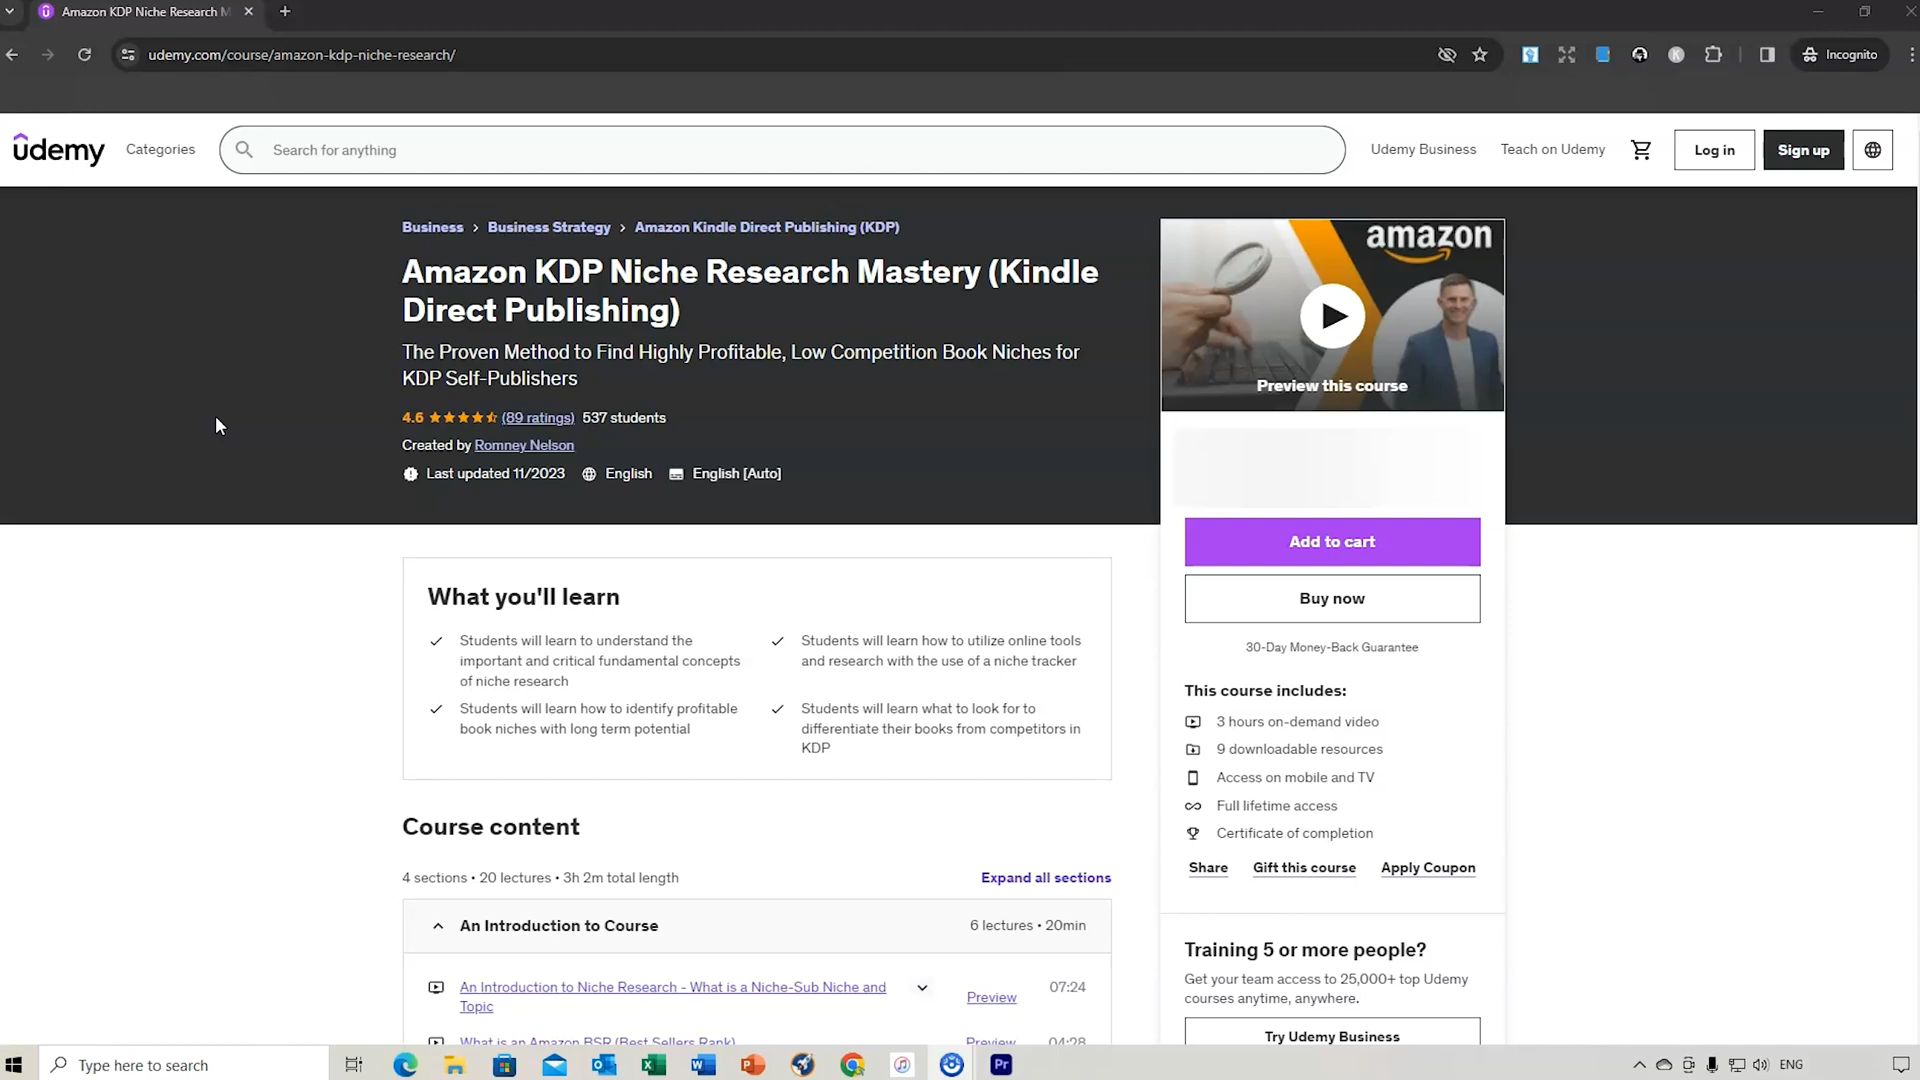 Amazon KDP Niche Research M
udemy.com/course/amazon-kdp-niche-research/
Incognito
udemy
Categories
Search for anything
Udemy Business
Teach on Udemy
Log in
Sign up
Business > Business Strategy > Amazon Kindle Direct Publishing (KDP)
Amazon KDP Niche Research Mastery (Kindle
Direct Publishing)
The Proven Method to Find Highly Profitable, Low Competition Book Niches for
KDP Self-Publishers
4.6 (89 ratings) 537 students
Created by Romney Nelson
Last updated 11/2023 English English [Auto]
amazon
Preview this course
Add to cart
Buy now
30-Day Money-Back Guarantee
This course includes:
3 hours on-demand video
9 downloadable resources
Access on mobile and TV
Full lifetime access
Certificate of completion
Share Gift this course Apply Coupon
Training 5 or more people?
Get your team access to 25,000+ top Udemy
courses anytime, anywhere.
Try Udemy Business
What you'll learn
Students will learn to understand the
important and critical fundamental concepts
of niche research
Students will learn how to utilize online tools
and research with the use of a niche tracker
Students will learn how to identify profitable
book niches with long term potential
Students will learn what to look for to
differentiate their books from competitors in
KDP
Course content
4 sections • 20 lectures • 3h 2m total length
Expand all sections
An Introduction to Course
6 lectures • 20min
An Introduction to Niche Research - What is a Niche-Sub Niche and
Topic
Preview
07:24
What is an Amazon BSR (Best Sellers Rank)
Preview
04:28
Type here to search
Pr
ENG